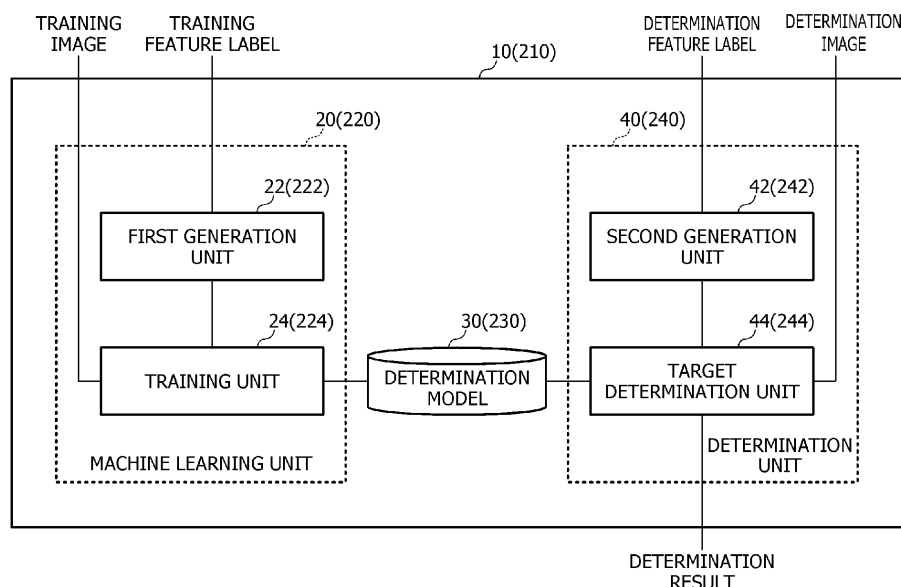 TRAINING
IMAGE
TRAINING
FEATURE LABEL
DETERMINATION
FEATURE LABEL
DETERMINATION
IMAGE
10(210)
20(220)
40(240)
22(222)
42(242)
FIRST GENERATION
UNIT
SECOND GENERATION
UNIT
24(224)
30(230)
44(244)
TRAINING UNIT
DETERMINATION
MODEL
TARGET
DETERMINATION UNIT
MACHINE LEARNING UNIT
DETERMINATION
UNIT
DETERMINATION
RESULT